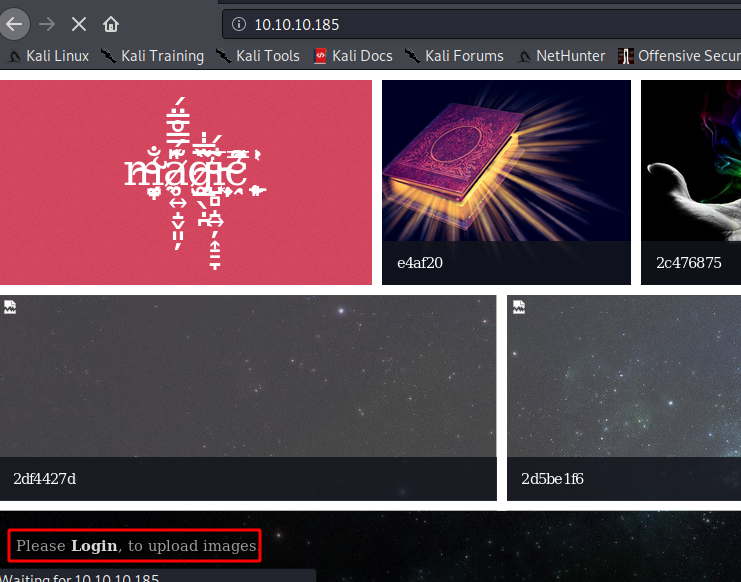 10.10.10.185
Kali Linux Kali Training Kali Tools Kali Docs Kali Forums NetHunter Offensive Secur
magic
e4af20
2c476875
2df4427d
2d5be1f6
Please Login, to upload images.
Waiting for 10.10.10.185